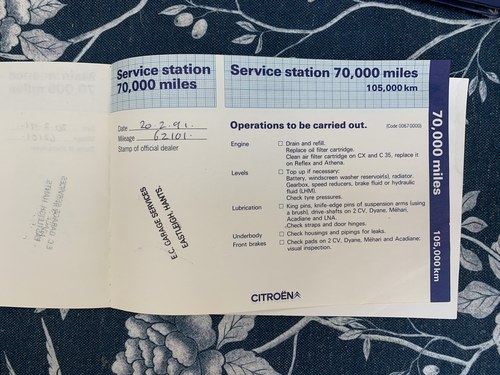 Service station
70,000 miles
Date 20.2.91.
Mileage 62101.
Stamp of official dealer
F.C. GARAGE SERVICES
EASTLEIGH, HANTS.
Service station 70,000 miles
105,000 km
Operations to be carried out. (Code 0067 0000)
Engine □ Drain and refill.
Replace oil filter cartridge.
Clean air filter cartridge on CX and C 35, replace it
on Reflex and Athena.
Levels □ Top up if necessary:
Battery, windscreen washer reservoir(s), radiator.
Gearbox, speed reducers, brake fluid or hydraulic
fluid (LHM).
Check tyre pressures.
Lubrication □ King pins, knife-edge pins of suspension arms (using
a brush), drive-shafts on 2 CV, Dyane, Méhari,
Acadiane and LNA.
Check straps and door hinges.
Underbody □ Check housings and pipings for leaks.
Front brakes □ Check pads on 2 CV, Dyane, Méhari and Acadiane:
visual inspection.
CITROËN
70,000 miles
105,000 km